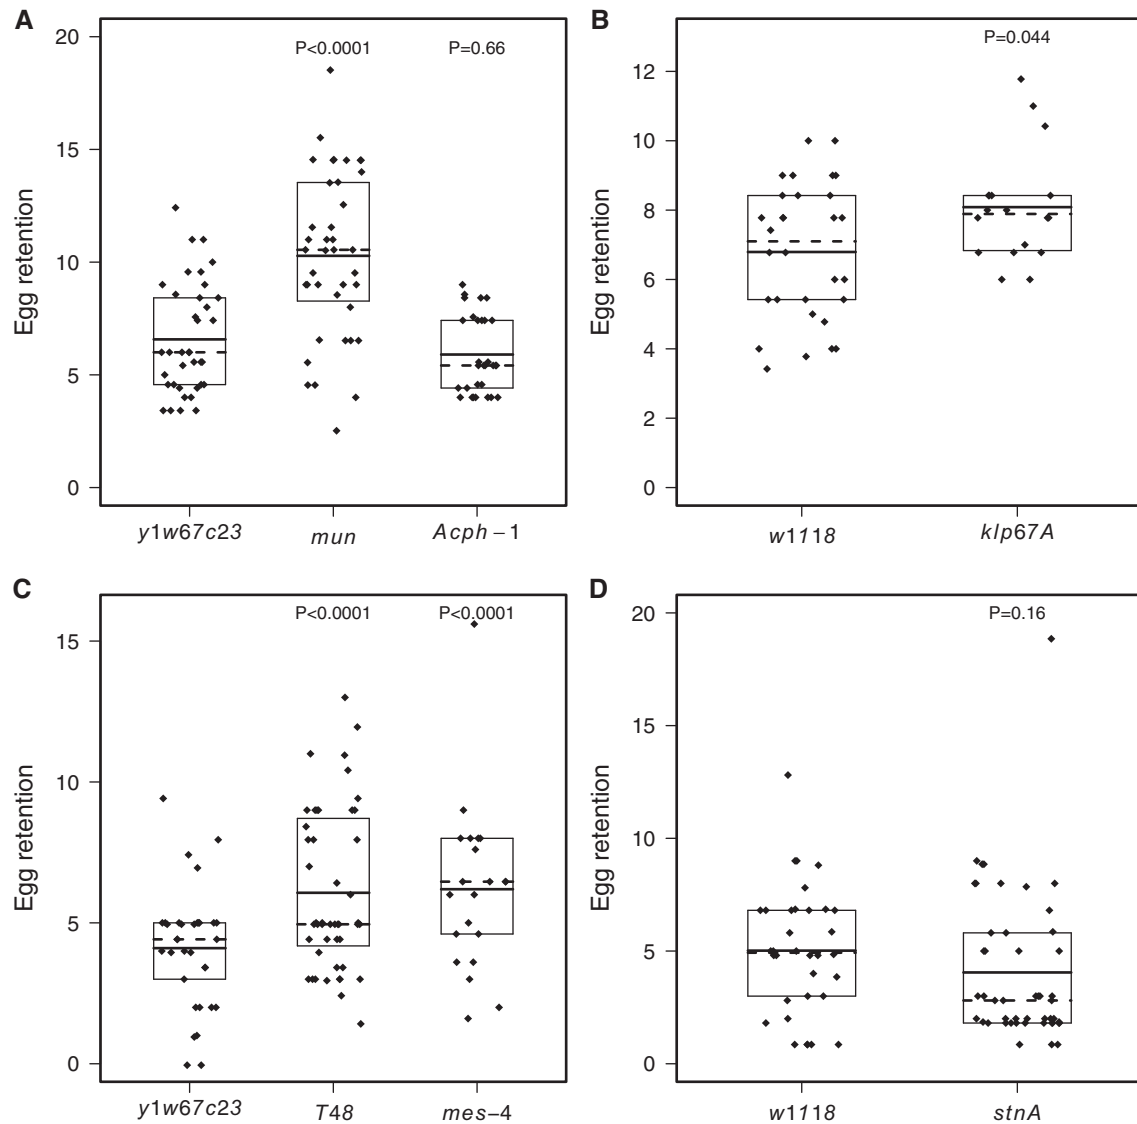 A
P<0.0001 P=0.66
Egg retention
20
15
10
5
0
y1w67c23 mun Acph–1
B
P=0.044
Egg retention
12
10
8
6
4
2
0
w1118 klp67A
C
P<0.0001 P<0.0001
Egg retention
15
10
5
0
y1w67c23 T48 mes–4
D
P=0.16
Egg retention
20
15
10
5
0
w1118 stnA